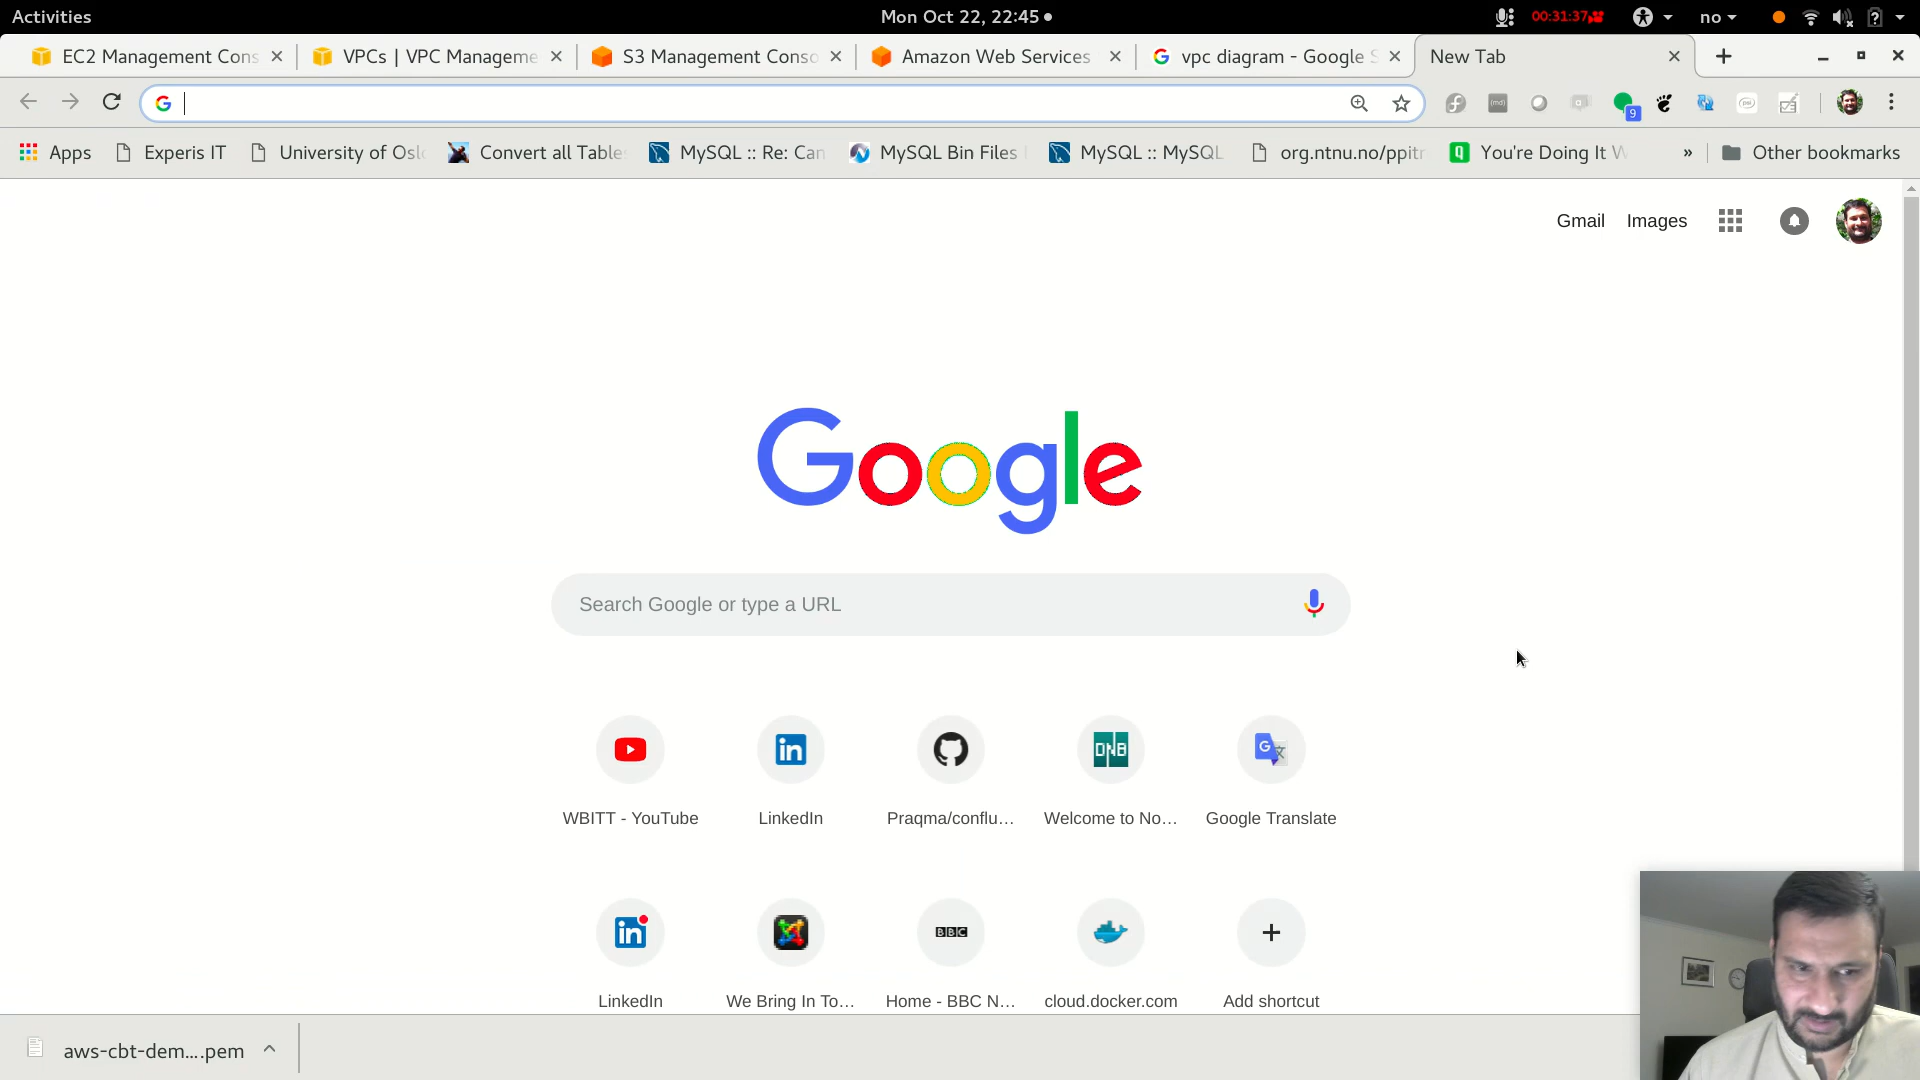 Activities
Mon Oct 22, 22:45
00:31:37
no
EC2 Management Cons
VPCs | VPC Manageme
S3 Management Conso
Amazon Web Services
vpc diagram - Google S
New Tab
9
Apps
Experis IT
University of Oslo
Convert all Table
MySQL :: Re: Can
MySQL Bin Files
MySQL :: MySQL
org.ntnu.no/ppitr
You're Doing It W
»
Other bookmarks
Gmail
Images
Google
Search Google or type a URL
DNB
WBITT - YouTube
LinkedIn
Praqma/conflu...
Welcome to No...
Google Translate
BBC
LinkedIn
We Bring In To...
Home - BBC N...
cloud.docker.com
Add shortcut
aws-cbt-dem....pem